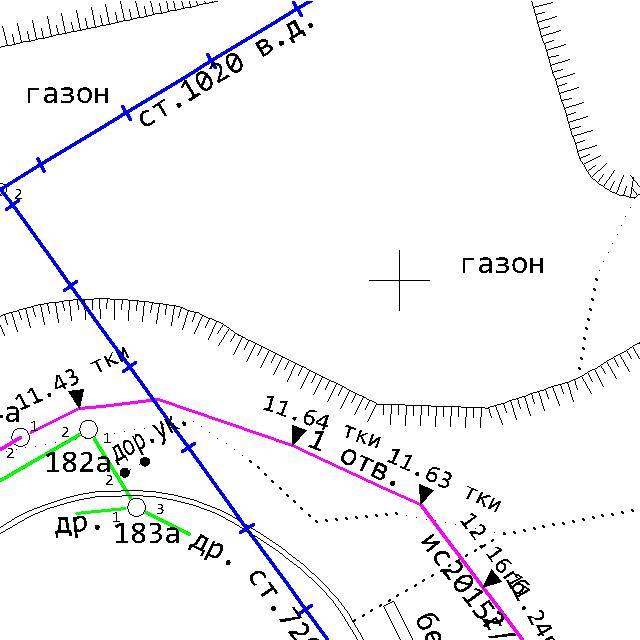 ст.1020 в.д.
газон
2
газон
11.43 тки
а
1
2
2
1
дор.ук.
11.64 тки
1 отв.
11.63 тки
182а
2
др.
1
183а
3
др.
ст.720
12.16
ис2015
бе